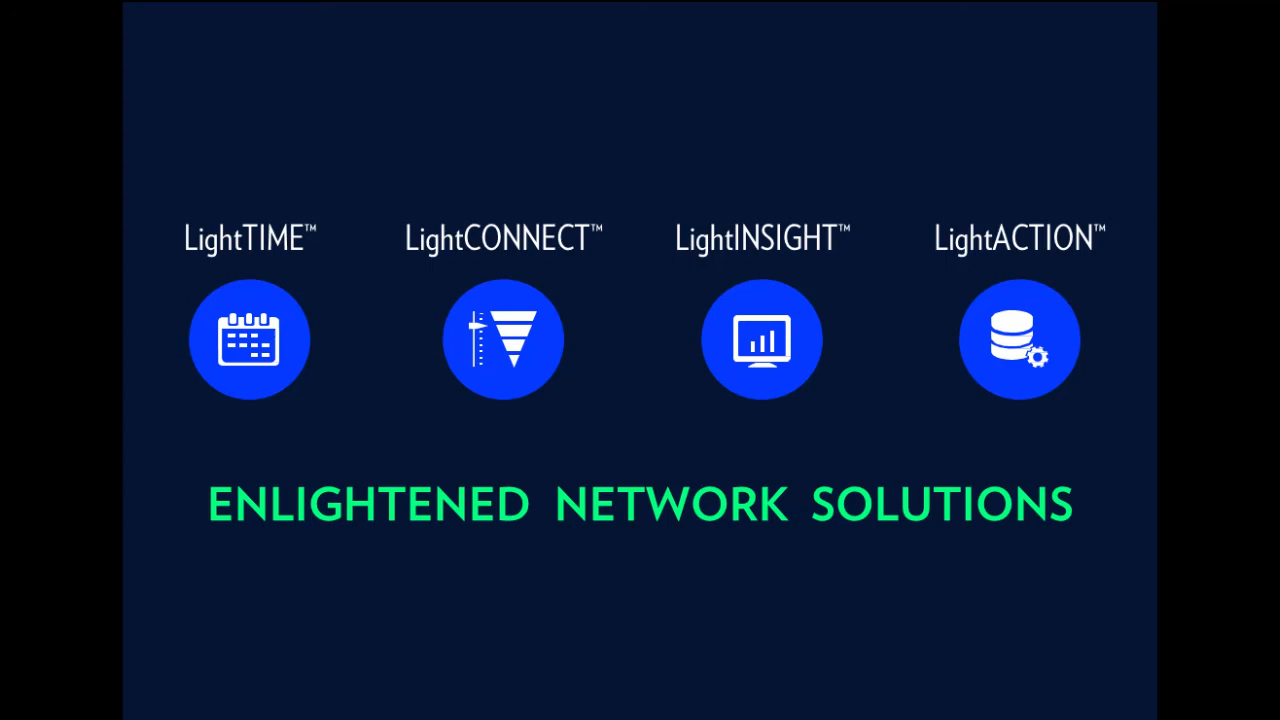 LightTIME™ LightCONNECT™ LightINSIGHT™ LightACTION™
ENLIGHTENED NETWORK SOLUTIONS